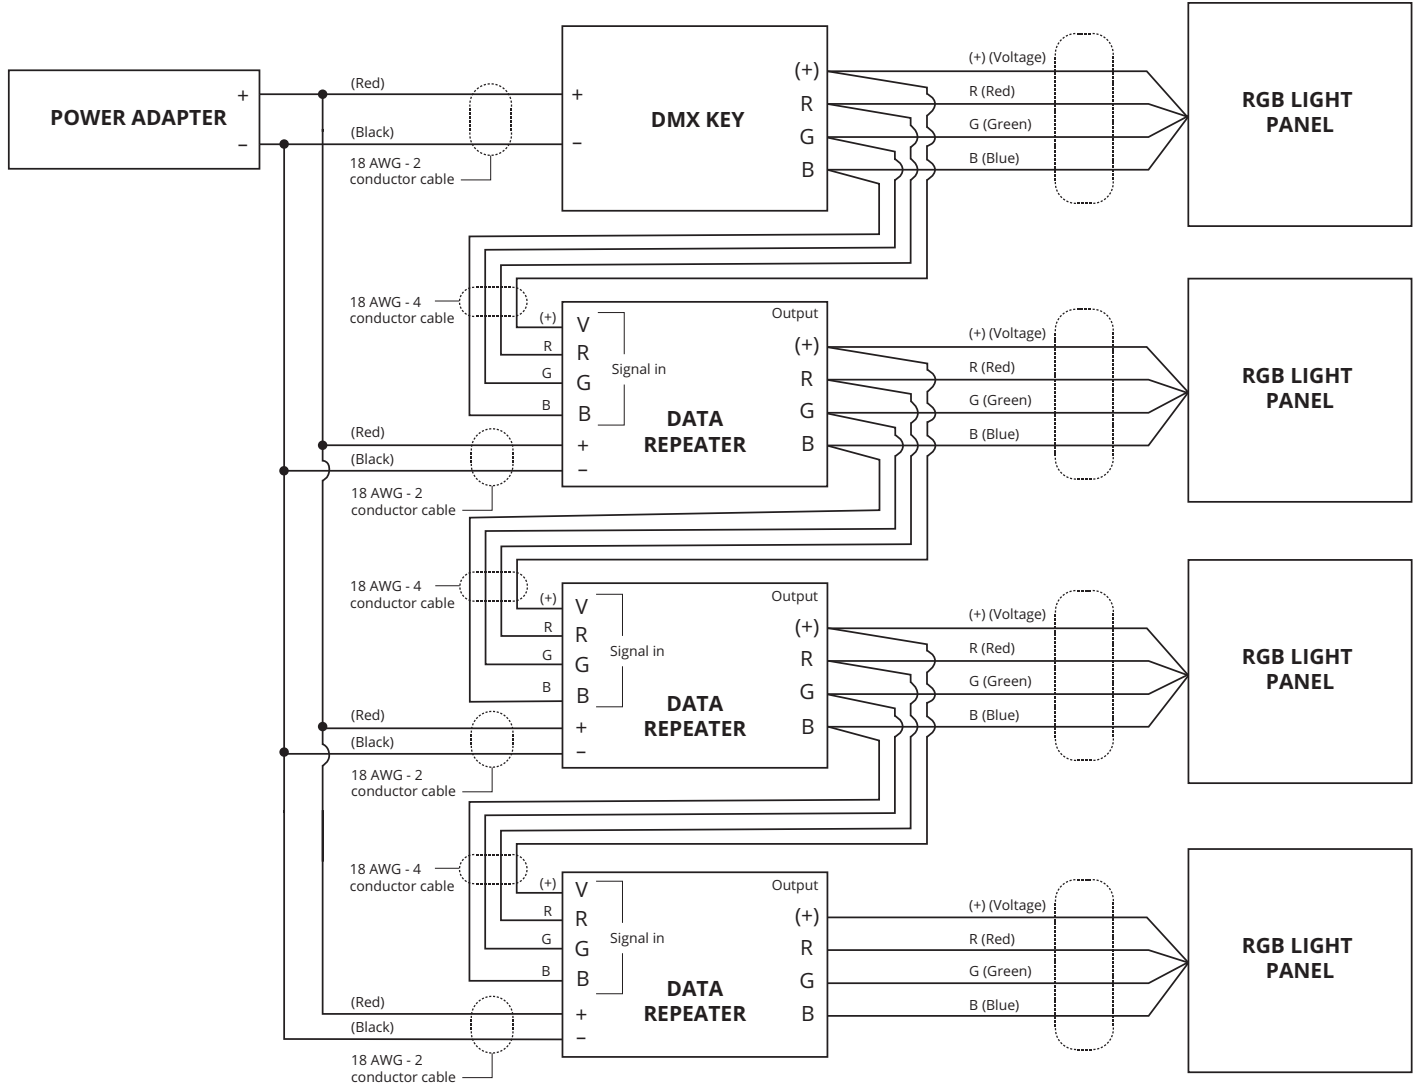 POWER ADAPTER
+
−
(Red)
(Black)
18 AWG - 2
conductor cable
+
−
DMX KEY
(+)
R
G
B
(+) (Voltage)
R (Red)
G (Green)
B (Blue)
RGB LIGHT
PANEL
18 AWG - 4
conductor cable
(+)
R
G
B
V
R
G
B
+
−
Signal in
Output
DATA
REPEATER
(+)
R
G
B
(Red)
(Black)
18 AWG - 2
conductor cable
(+) (Voltage)
R (Red)
G (Green)
B (Blue)
RGB LIGHT
PANEL
18 AWG - 4
conductor cable
(+)
R
G
B
V
R
G
B
+
−
Signal in
Output
DATA
REPEATER
(+)
R
G
B
(Red)
(Black)
18 AWG - 2
conductor cable
(+) (Voltage)
R (Red)
G (Green)
B (Blue)
RGB LIGHT
PANEL
18 AWG - 4
conductor cable
(+)
R
G
B
V
R
G
B
+
−
Signal in
Output
DATA
REPEATER
(+)
R
G
B
(Red)
(Black)
18 AWG - 2
conductor cable
(+) (Voltage)
R (Red)
G (Green)
B (Blue)
RGB LIGHT
PANEL